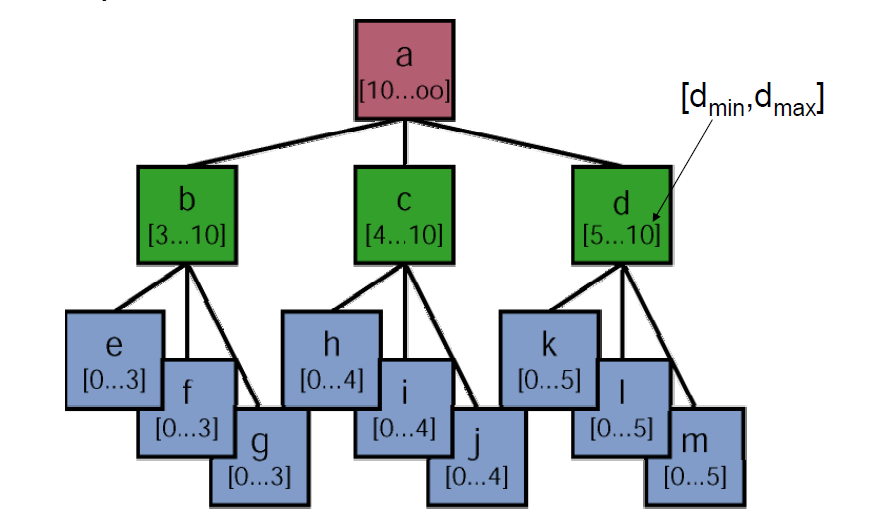 a
[10...oo]
[dmin,dmax]
b
[3...10]
c
[4...10]
d
[5...10]
e
[0...3]
f
[0...3]
g
[0...3]
h
[0...4]
i
[0...4]
j
[0...4]
k
[0...5]
l
[0...5]
m
[0...5]